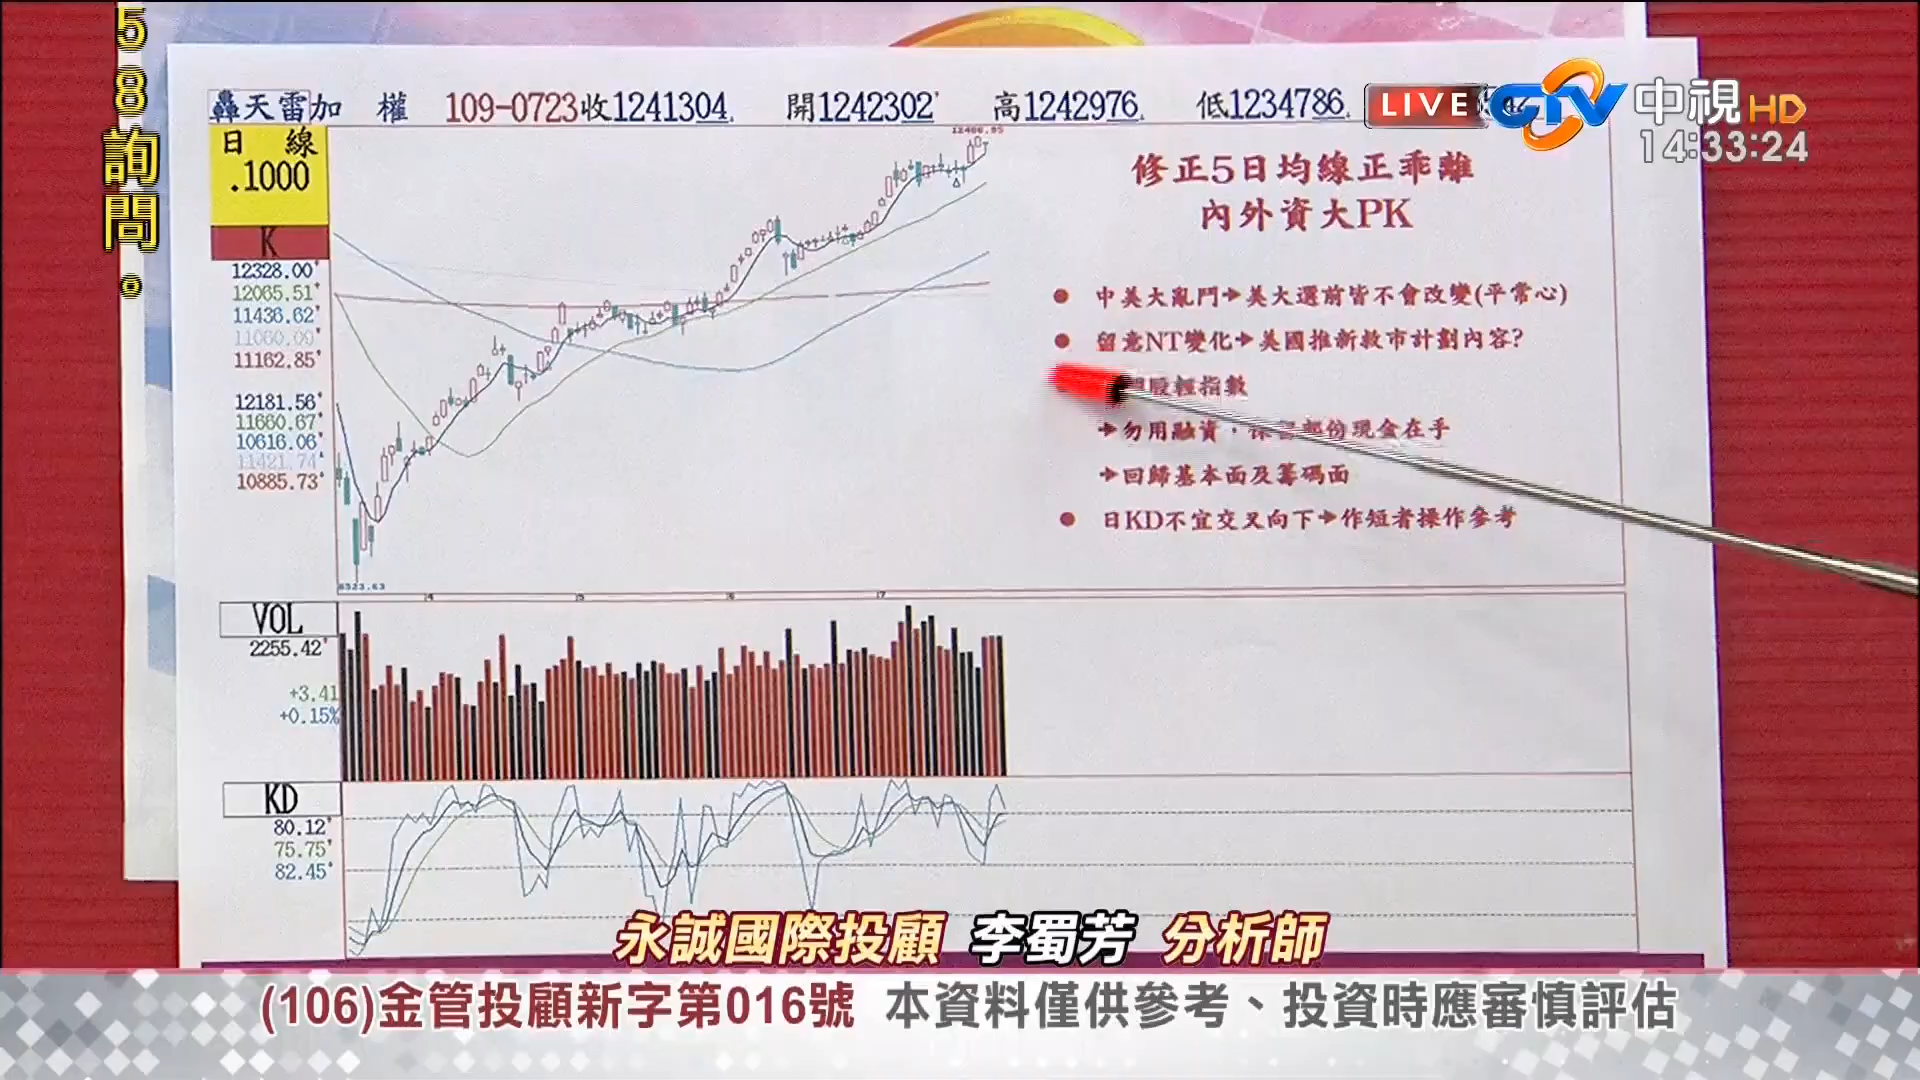 58詢問。
轟天雷加 權 109-0723收1241304. 開1242302 高1242976. 低1234786.
LIVE CTV 中視HD
14:33:24
日線
.1000
K
12328.00
12065.51
11436.62
11060.09
11162.85
12181.56
11660.67
10616.06
11421.74
10885.73
修正5日均線正乖離
內外資大PK
● 中美大亂鬥→美大選前皆不會改變(平常心)
● 留意NT變化→美國推新救市計劃內容?
股輕指數
→勿用融資,保留部份現金在手
→回歸基本面及籌碼面
● 日KD不宜交叉向下→作短者操作參考
8523.63
VOL
2255.42
+3.41
+0.15%
KD
80.12
75.75
82.45
永誠國際投顧 李蜀芳 分析師
(106)金管投顧新字第016號 本資料僅供參考、投資時應審慎評估